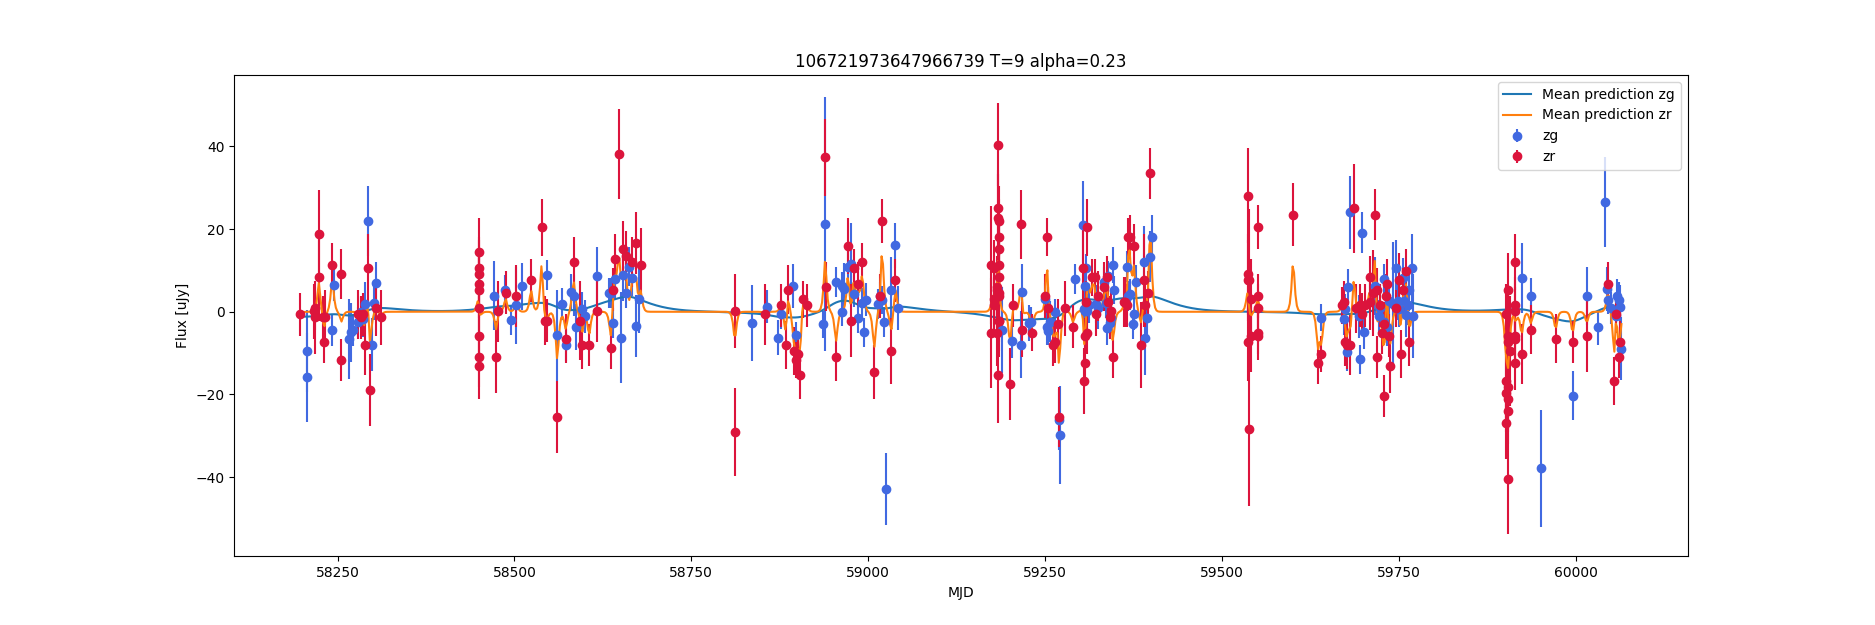 106721973647966739 T=9 alpha=0.23
Mean prediction zg
Mean prediction zr
zg
zr
Flux [uJy]
40
20
0
−20
−40
58250 58500 58750 59000 59250 59500 59750 60000
MJD